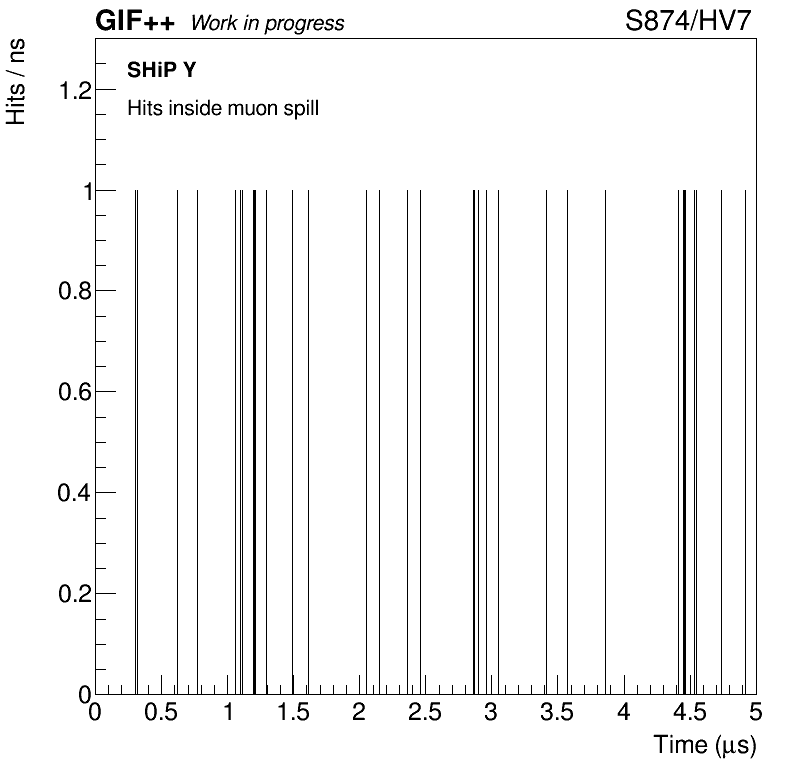 GIF++ Work in progress S874/HV7
Hits / ns
SHiP Y
Hits inside muon spill
1.2
1
0.8
0.6
0.4
0.2
0
0 0.5 1 1.5 2 2.5 3 3.5 4 4.5 5
Time (μs)